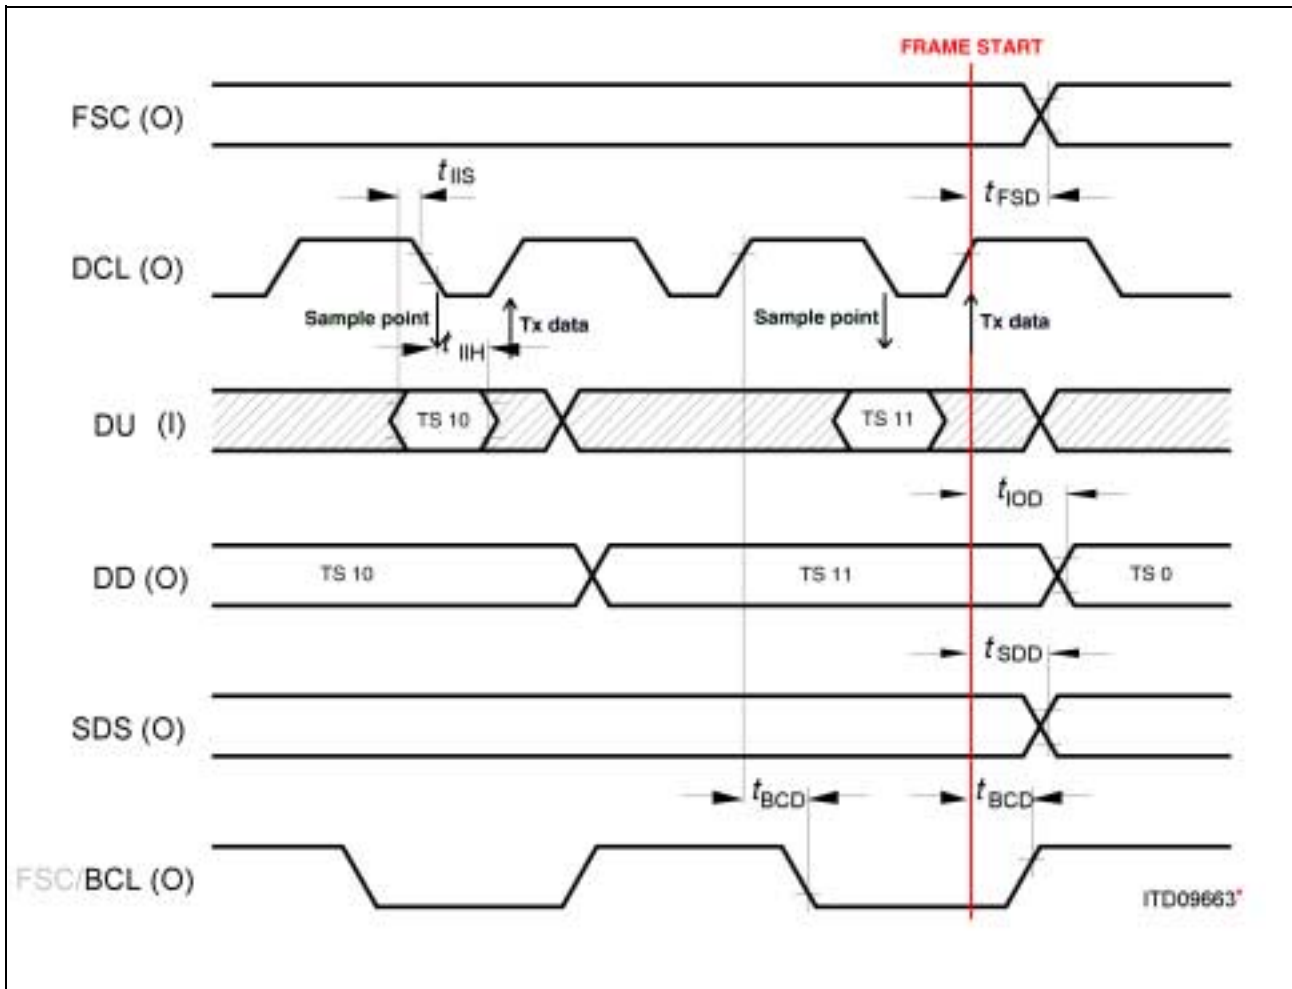 FRAME START
FSC (O)
tIIS
tFSD
DCL (O)
Sample point
Tx data
Sample point
Tx data
tIIH
DU (I)
TS 10
TS 11
tIOD
DD (O)
TS 10
TS 11
TS 0
tSDD
SDS (O)
tBCD
tBCD
FSC/BCL (O)
ITD09663*